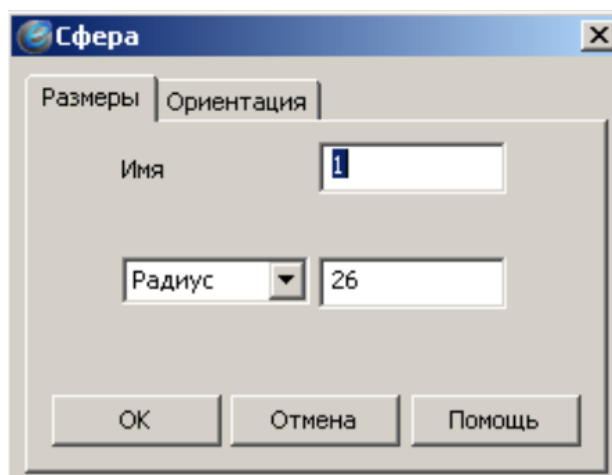 Сфера
Размеры Ориентация
Имя 1
Радиус 26
OK Отмена Помощь